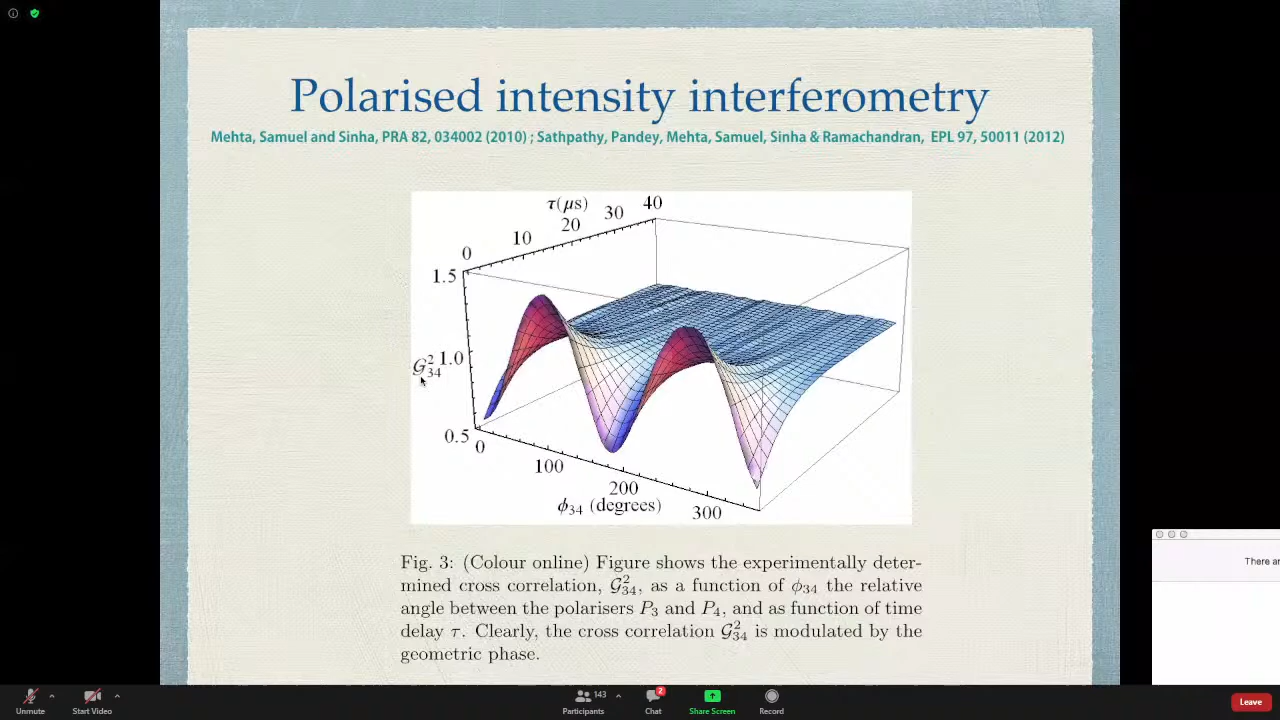 Polarised intensity interferometry
Mehta, Samuel and Sinha, PRA 82, 034002 (2010); Sathpathy, Pandey, Mehta, Samuel, Sinha & Ramachandran, EPL 97, 50011 (2012)
τ(μs)
0
10
20
30
40
1.5
1.0
0.5
𝒢²₃₄
0
100
200
300
ϕ₃₄ (degrees)
Fig. 3: (Colour online) Figure shows the experimentally deter-
mined cross-correlation, 𝒢²₃₄, as a function of ϕ₃₄ the relative
angle between the polarisers P₃ and P₄, and as function of time
delay τ. Clearly, the cross-correlation 𝒢²₃₄ is modulated by the
geometric phase.
There ar
Unmute
Start Video
Participants
143
Chat
2
Share Screen
Record
Leave